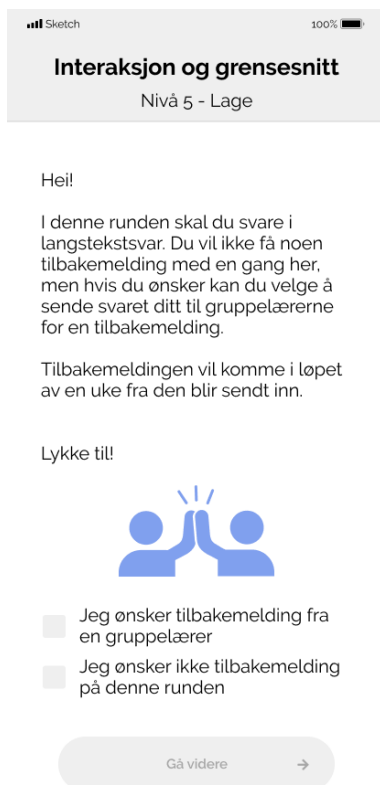 Sketch 100%
Interaksjon og grensesnitt
Nivå 5 - Lage
Hei!
I denne runden skal du svare i
langstekstsvar. Du vil ikke få noen
tilbakemelding med en gang her,
men hvis du ønsker kan du velge å
sende svaret ditt til gruppelærerne
for en tilbakemelding.
Tilbakemeldingen vil komme i løpet
av en uke fra den blir sendt inn.
Lykke til!
Jeg ønsker tilbakemelding fra
en gruppelærer
Jeg ønsker ikke tilbakemelding
på denne runden
Gå videre